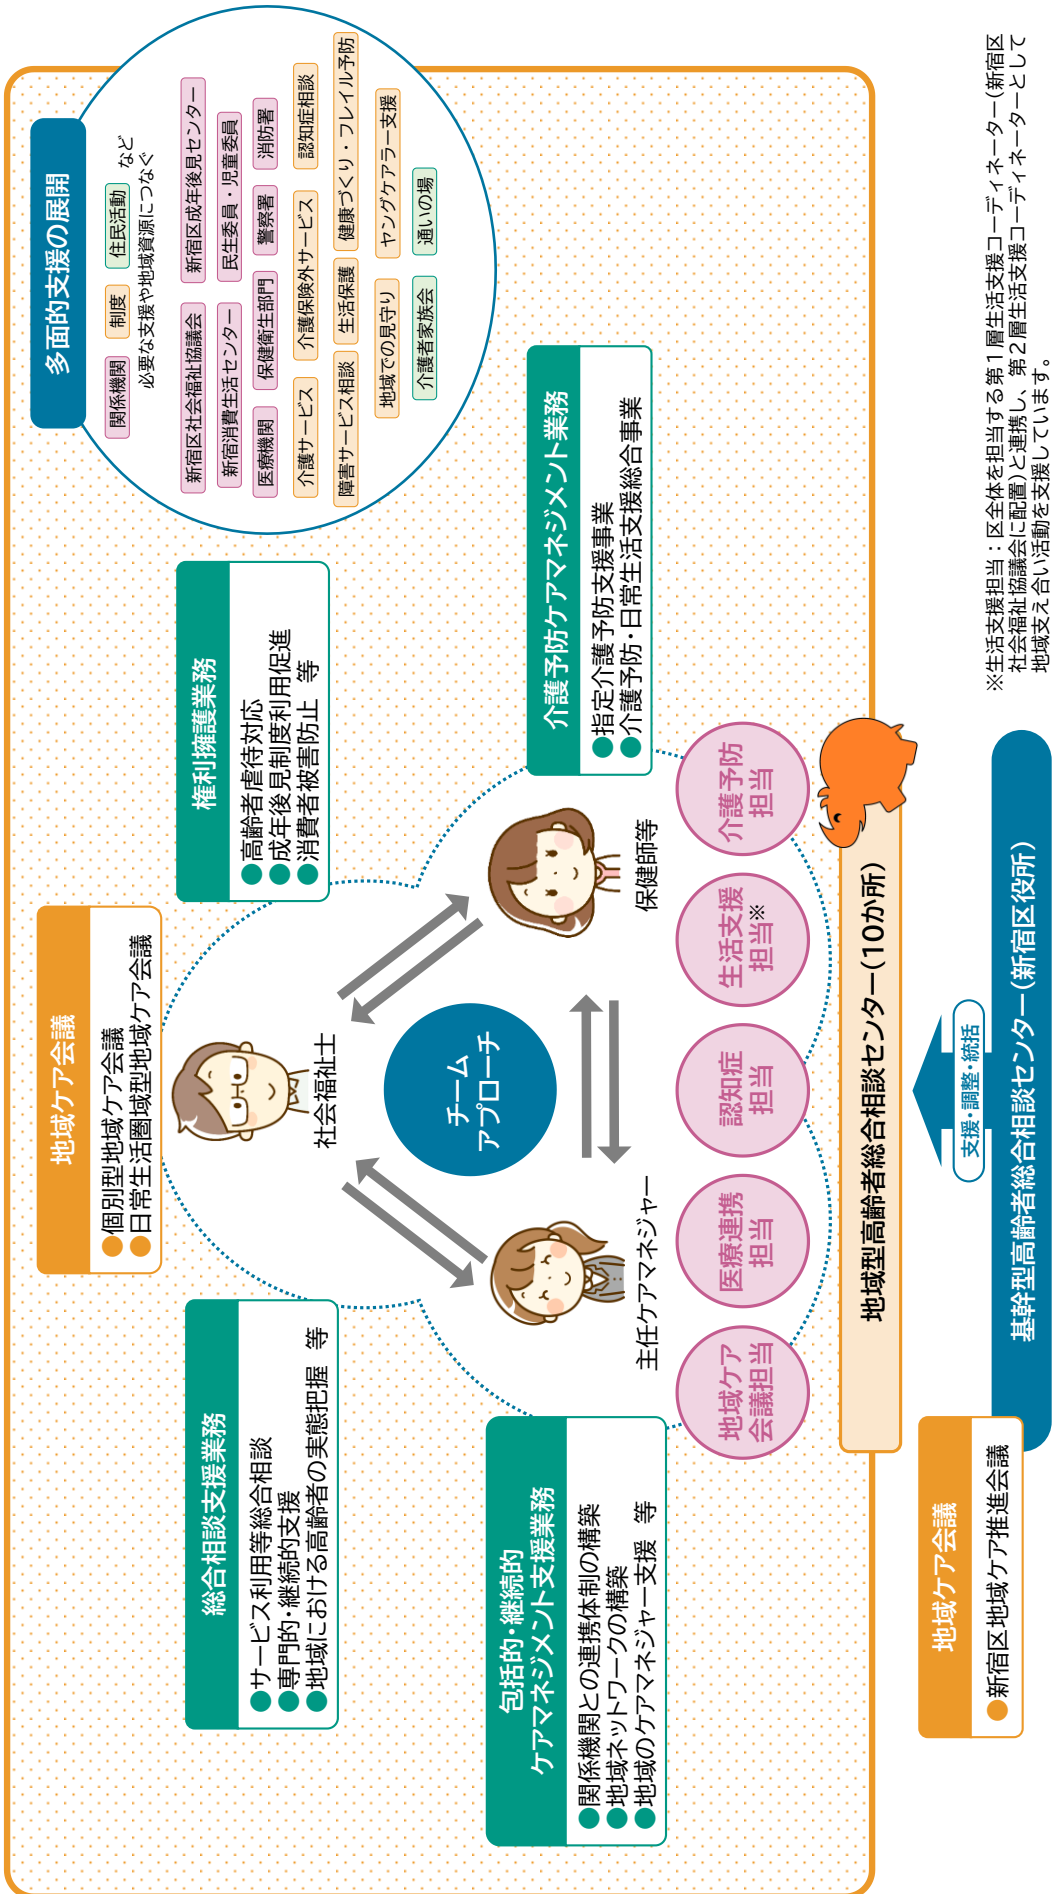 地域ケア会議
●個別型地域ケア会議
●日常生活圏域型地域ケア会議
多面的支援の展開
関係機関 制度 住民活動 など
必要な支援や地域資源につなぐ
新宿区社会福祉協議会 新宿区成年後見センター
新宿消費生活センター 民生委員・児童委員
医療機関 保健衛生部門 警察署 消防署
介護サービス 介護保険外サービス 認知症相談
障害サービス相談 生活保護 健康づくり・フレイル予防
地域での見守り ヤングケアラー支援
介護者家族会 通いの場
総合相談支援業務
●サービス利用等総合相談
●専門的・継続的支援
●地域における高齢者の実態把握 等
権利擁護業務
●高齢者虐待対応
●成年後見制度利用促進
●消費者被害防止 等
社会福祉士
チーム
アプローチ
主任ケアマネジャー
保健師等
包括的・継続的
ケアマネジメント支援業務
●関係機関との連携体制の構築
●地域ネットワークの構築
●地域のケアマネジャー支援 等
介護予防ケアマネジメント業務
●指定介護予防支援事業
●介護予防・日常生活支援総合事業
地域ケア
会議担当
医療連携
担当
認知症
担当
生活支援
担当※
介護予防
担当
地域型高齢者総合相談センター(10か所)
支援・調整・統括
地域ケア会議
●新宿区地域ケア推進会議
基幹型高齢者総合相談センター(新宿区役所)
※生活支援担当：区全体を担当する第1層生活支援コーディネーター(新宿区
社会福祉協議会に配置)と連携し、第2層生活支援コーディネーターとして
地域支え合い活動を支援しています。